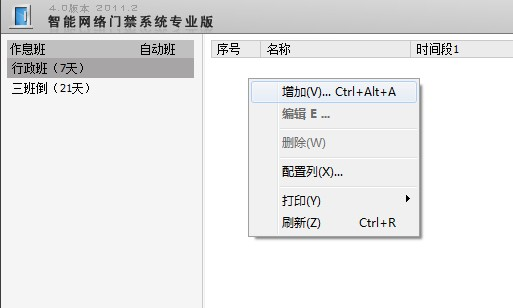 4.0版本 2011.2
智能网络门禁系统专业版
作息班 自动班
序号 名称 时间段1
行政班（7天）
三班倒（21天）
增加(V)... Ctrl+Alt+A
编辑 E ...
删除(W)
配置列(X)...
打印(Y)
刷新(Z) Ctrl+R